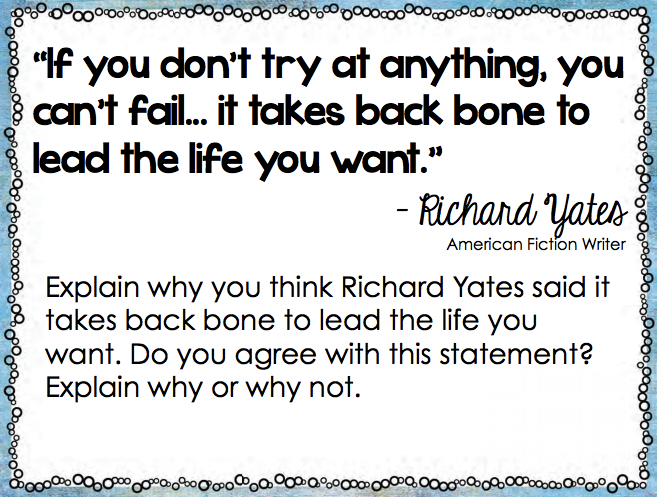 “If you don’t try at anything, you
can’t fail... it takes back bone to
lead the life you want.”
- Richard Yates
American Fiction Writer
Explain why you think Richard Yates said it
takes back bone to lead the life you
want. Do you agree with this statement?
Explain why or why not.